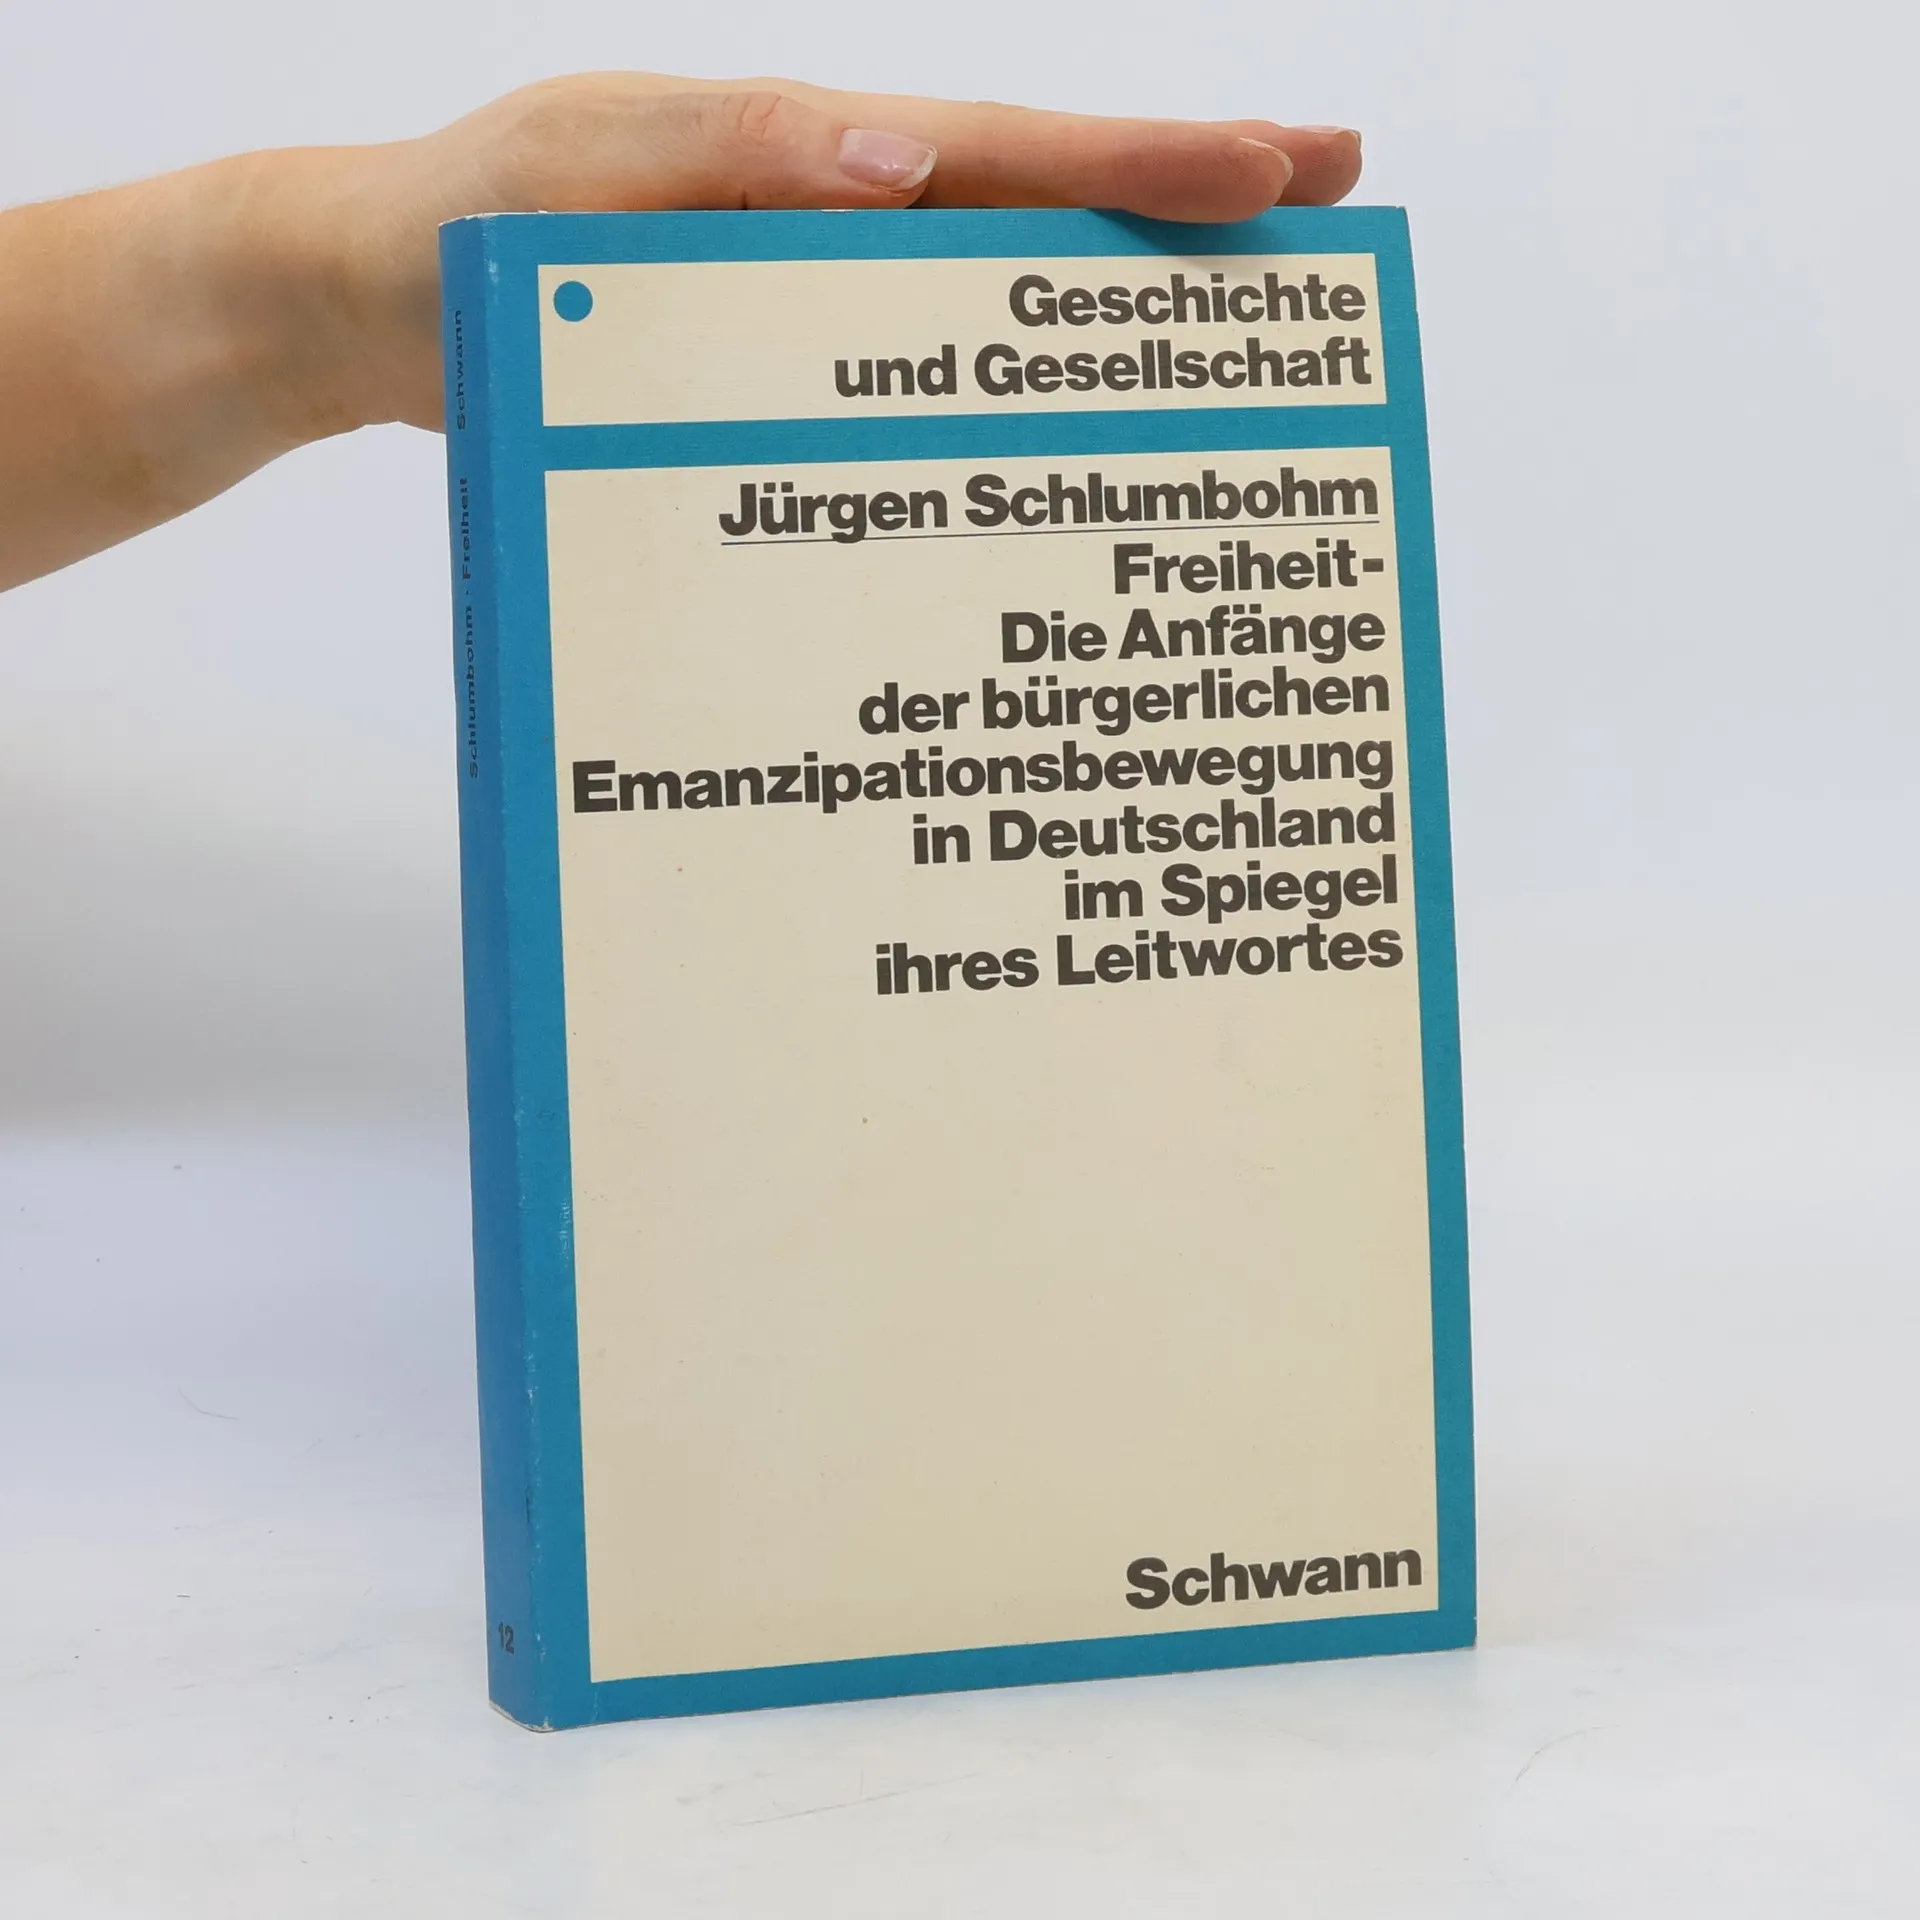 Geschichte
und Gesellschaft
Jürgen Schlumbohm
Freiheit-
Die Anfänge
der bürgerlichen
Emanzipationsbewegung
in Deutschland
im Spiegel
ihres Leitwortes
Schwann
Schlumbohm · Freiheit Schwann
12